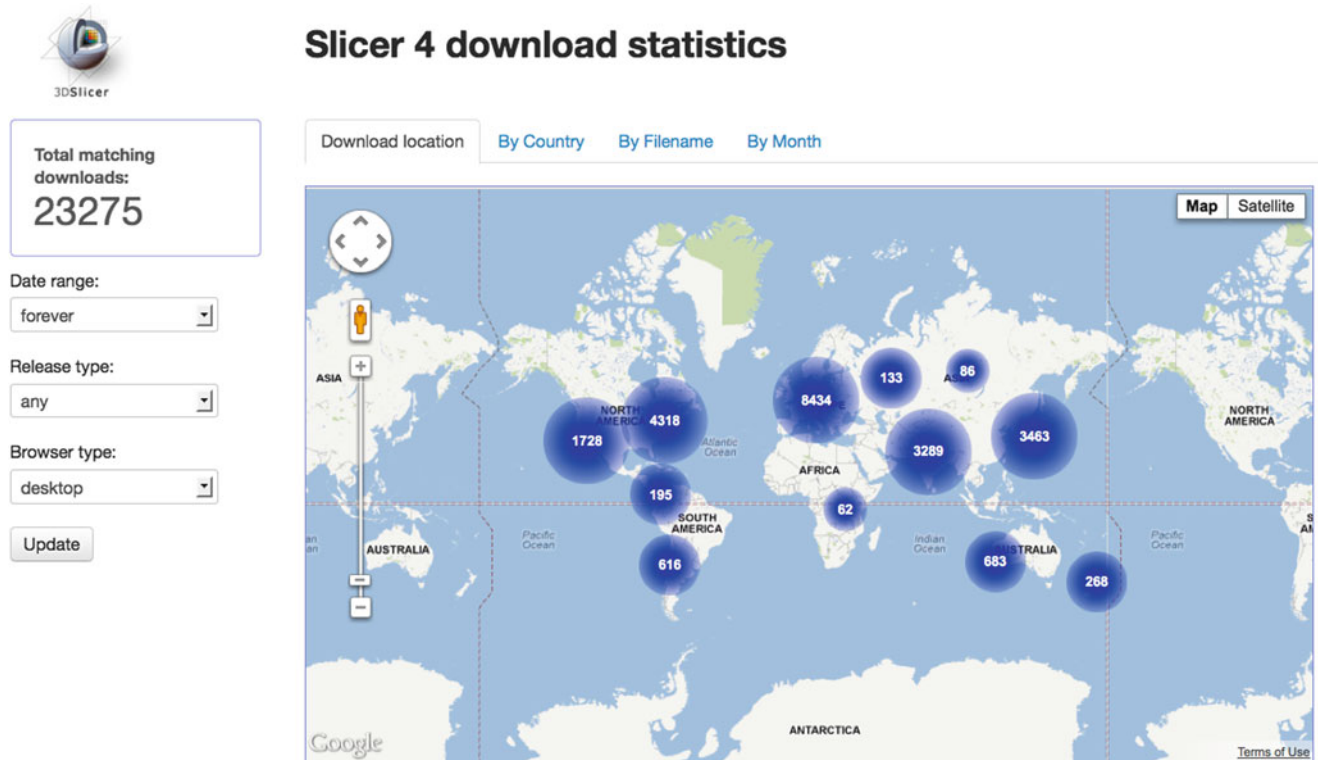 3DSlicer
Slicer 4 download statistics
Total matching
downloads:
23275
Date range:
forever
Release type:
any
Browser type:
desktop
Update
Download location
By Country
By Filename
By Month
Map
Satellite
ASIA
NORTH
AMERICA
Atlantic
Ocean
AFRICA
SOUTH
AMERICA
Pacific
Ocean
Indian
Ocean
AUSTRALIA
Pacific
Ocean
NORTH
AMERICA
ANTARCTICA
1728
4318
195
616
8434
133
86
3289
3463
62
683
STRALIA
268
Google
Terms of Use